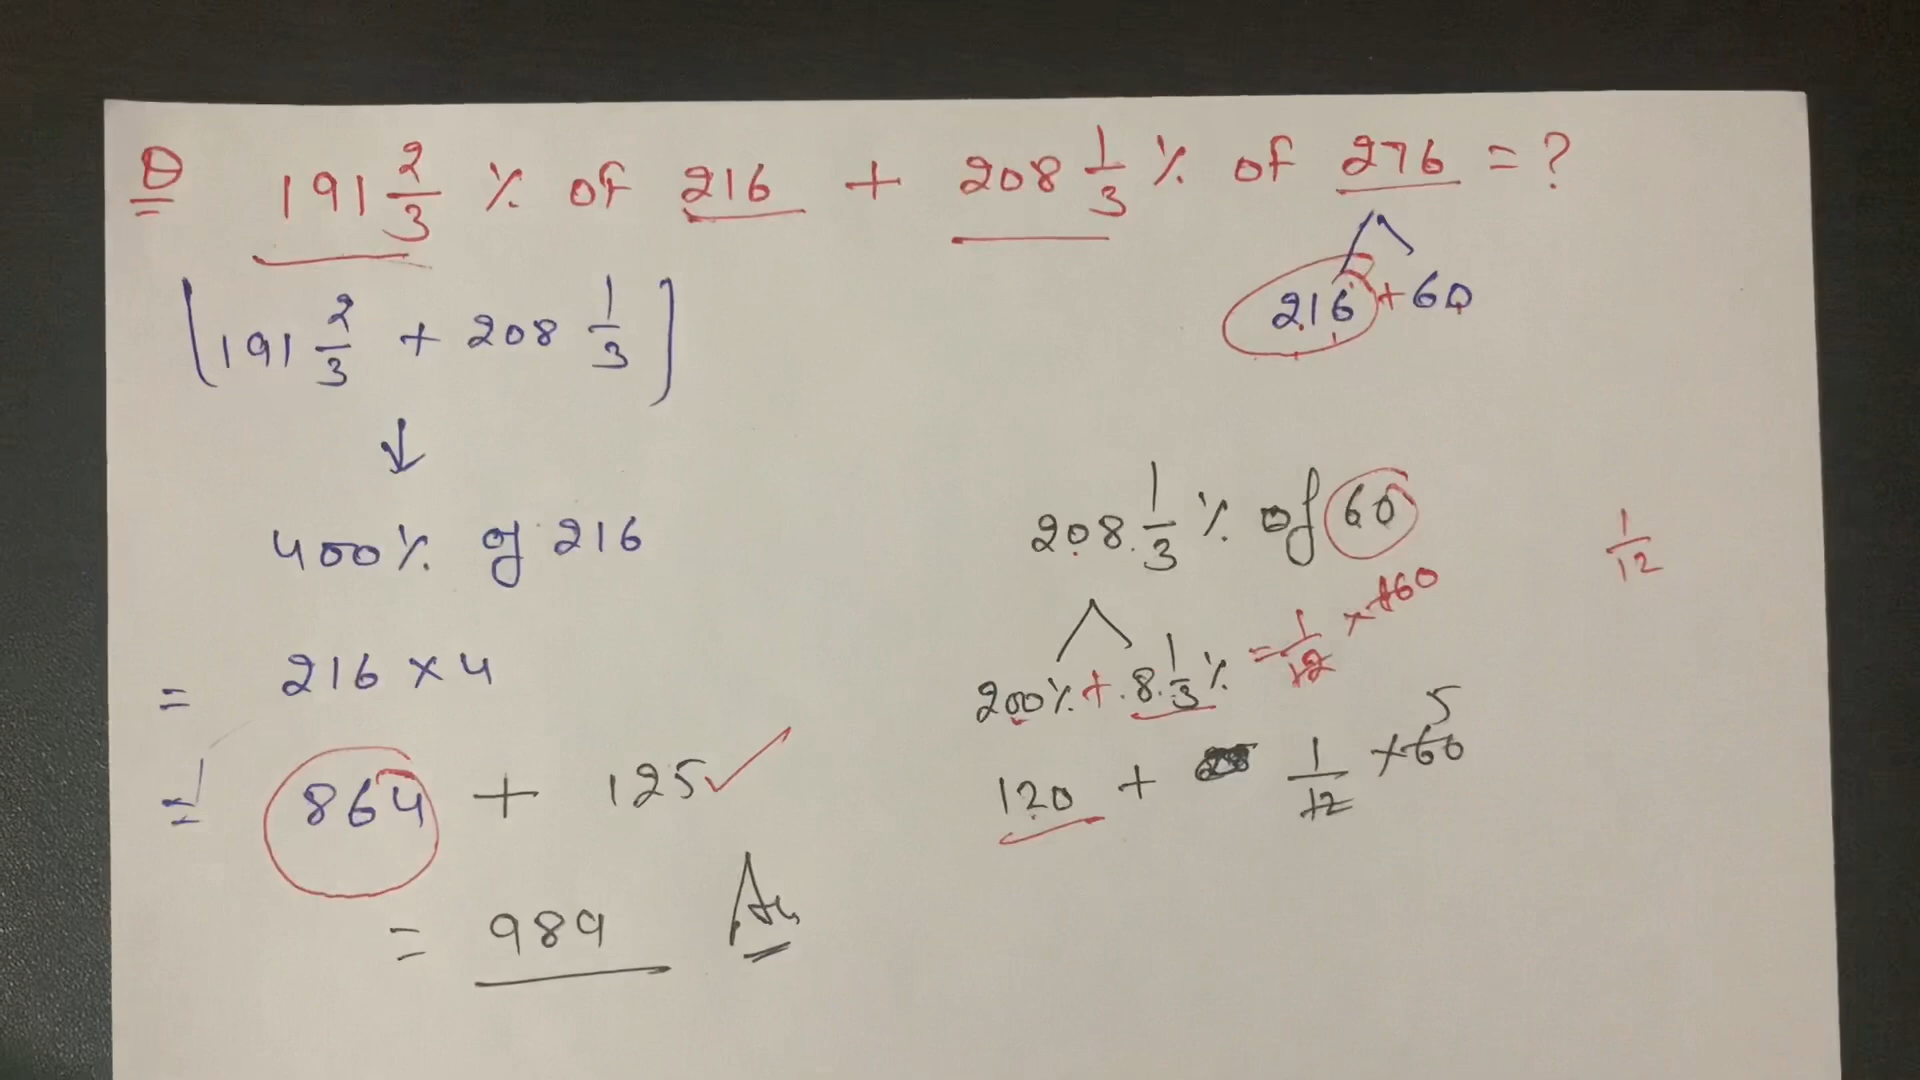 Q 191 2/3 % of 216 + 208 1/3 % of 276 = ?
216 + 60
[191 2/3 + 208 1/3]
↓
400% of 216
= 216 × 4
= 864 + 125 ✓
= 989 Ans
208 1/3 % of 60
1/12
200% + 8 1/3 % = 1/12 × 60
120 + 1/12 × 60
5